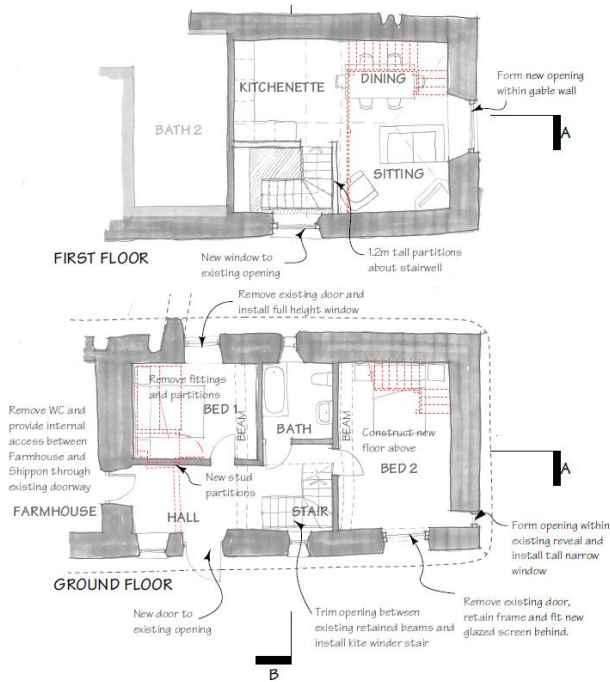 KITCHENETTE
DINING
Form new opening
within gable wall
BATH 2
A
SITTING
FIRST FLOOR
New window to
existing opening
1.2m tall partitions
about stairwell
Remove existing door and
install full height window
Remove fittings
and partitions
BED 1
Remove WC and
provide internal
access between
Farmhouse and
Shippon through
existing doorway
BEAM
BATH
BEAM
Construct new
floor above
BED 2
A
New stud
partitions
FARMHOUSE
HALL
STAIR
Form opening within
existing reveal and
install tall narrow
window
GROUND FLOOR
New door to
existing opening
Trim opening between
existing retained beams and
install kite winder stair
Remove existing door,
retain frame and fit new
glazed screen behind.
B